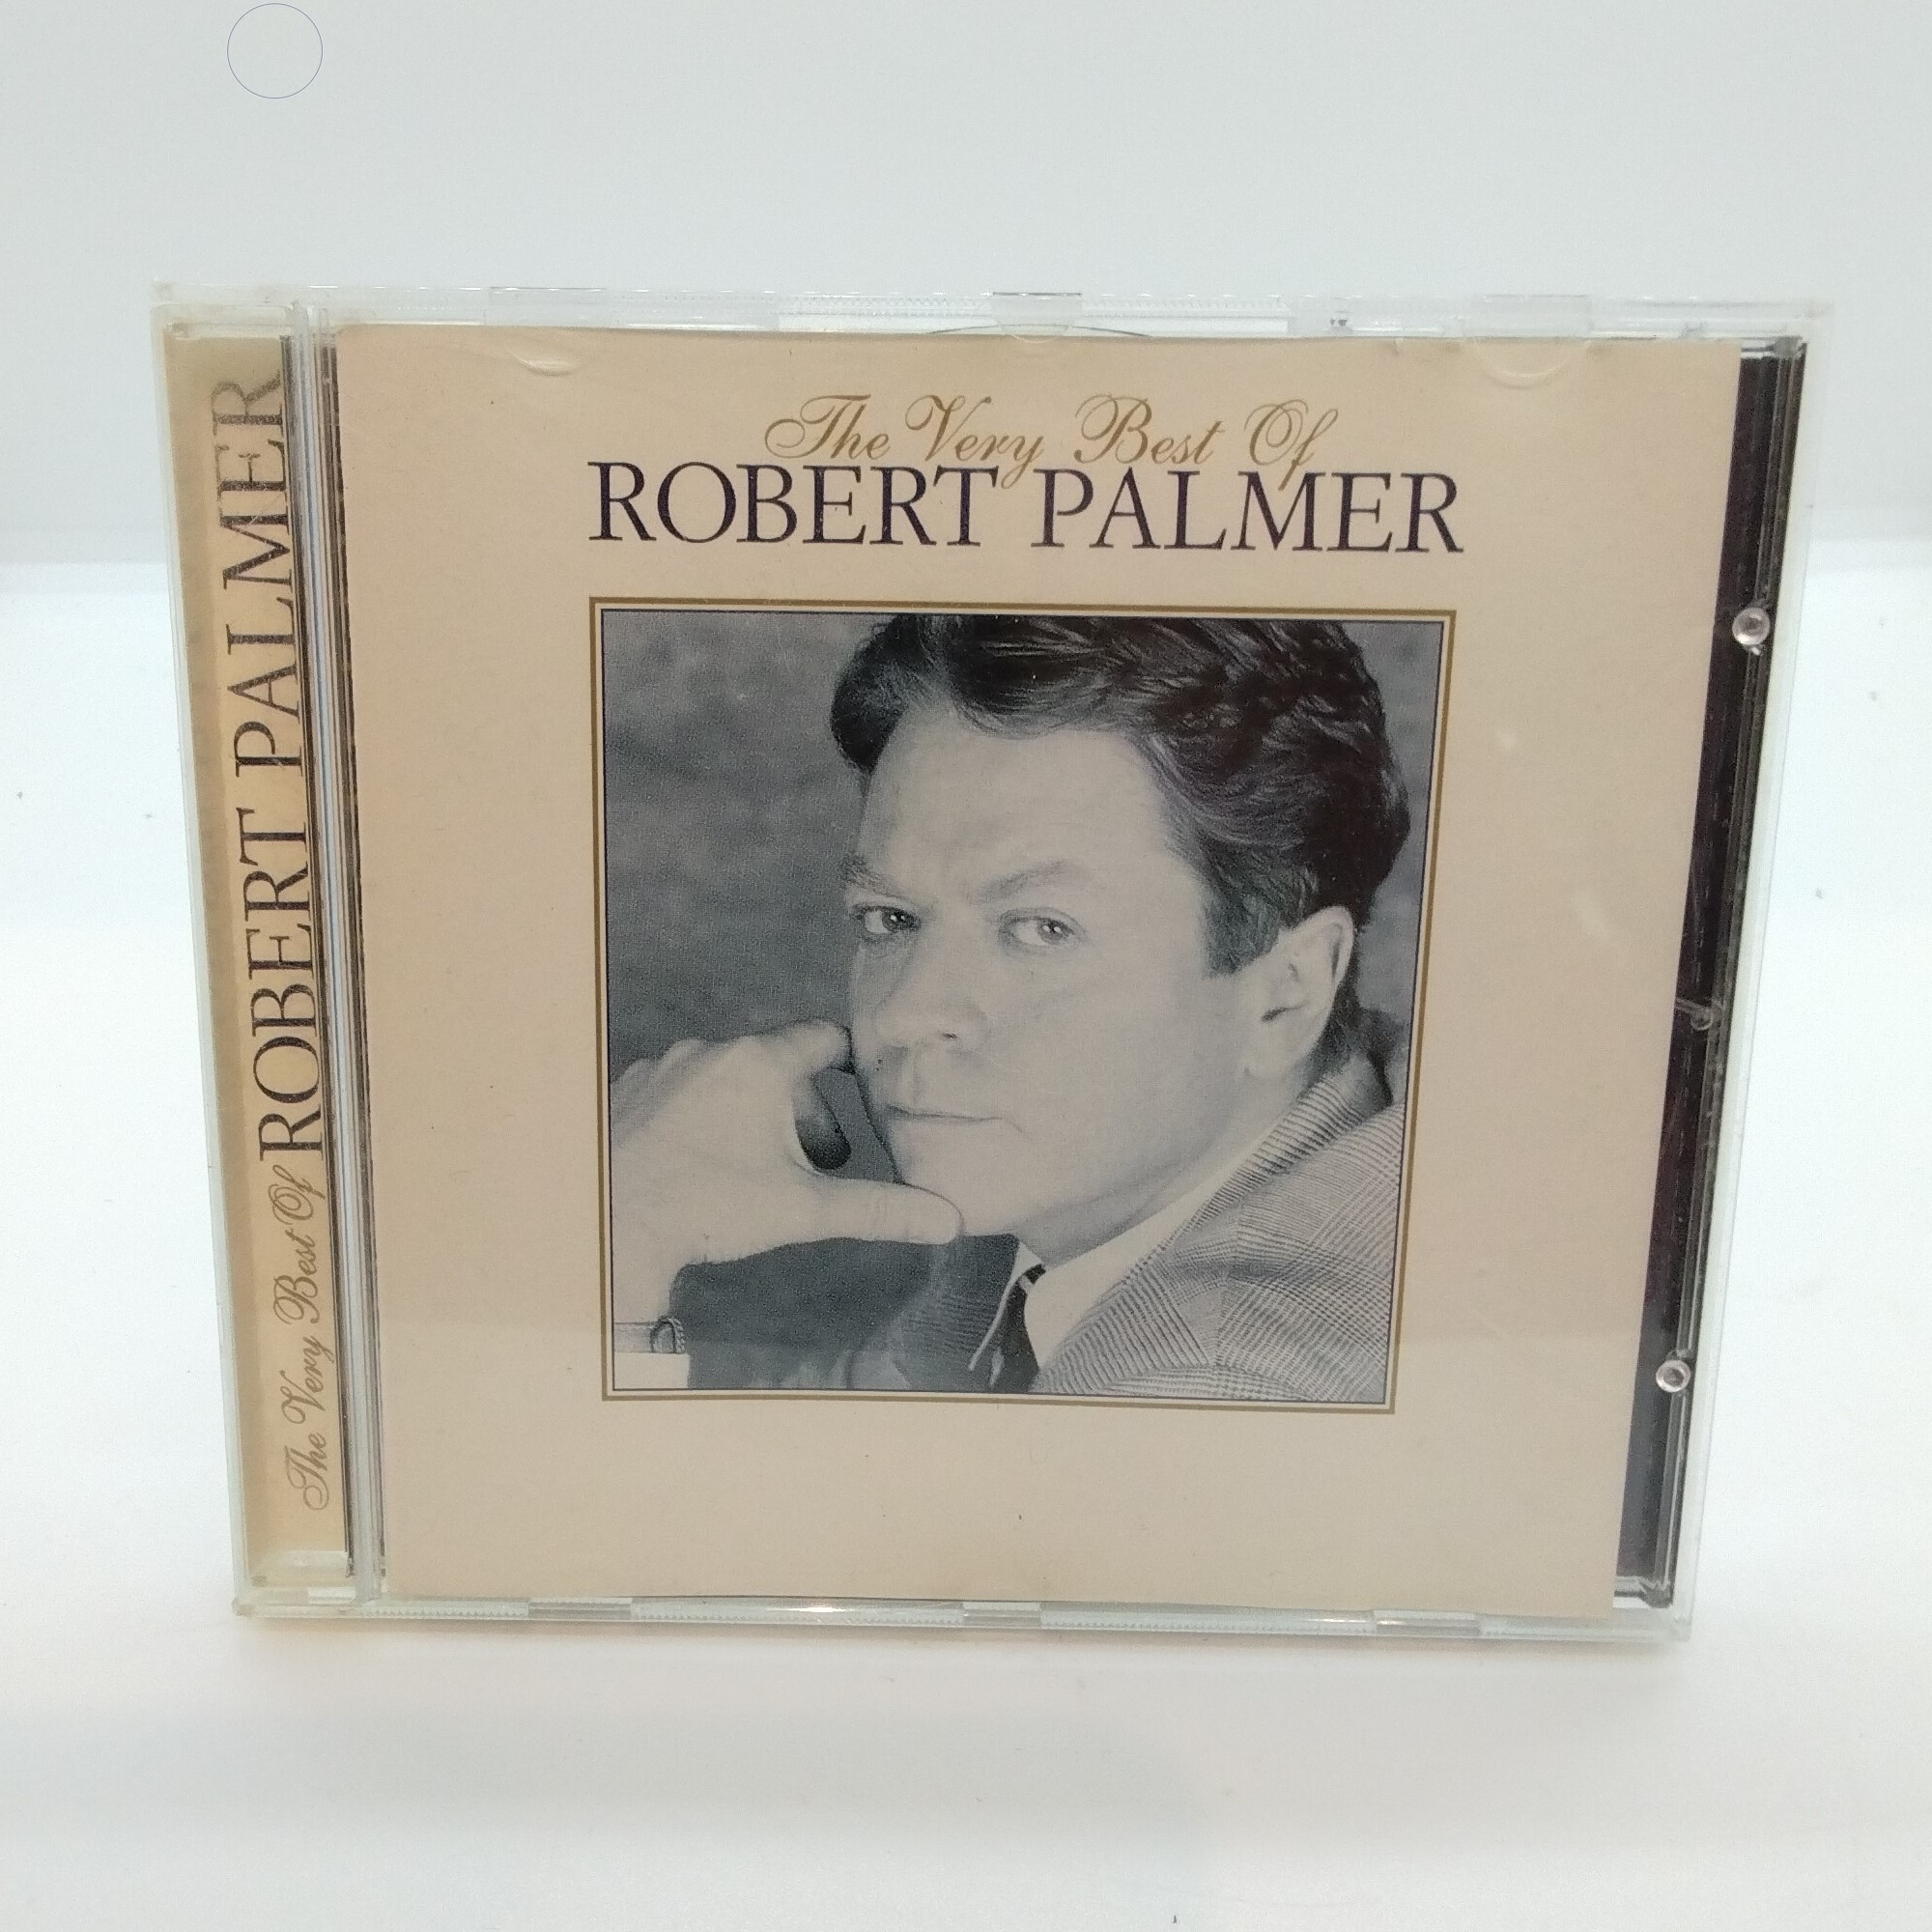 The Very Best Of
ROBERT PALMER
The Very Best Of ROBERT PALMER